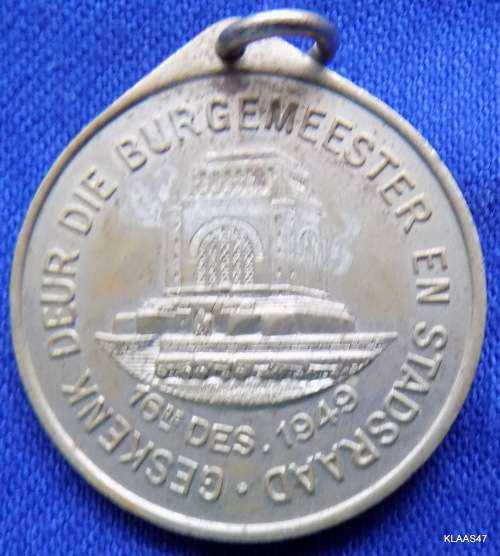 GESKENK DEUR DIE BURGEMEESTER EN STADSRAAD ·
16DE DES. 1949
KLAAS47